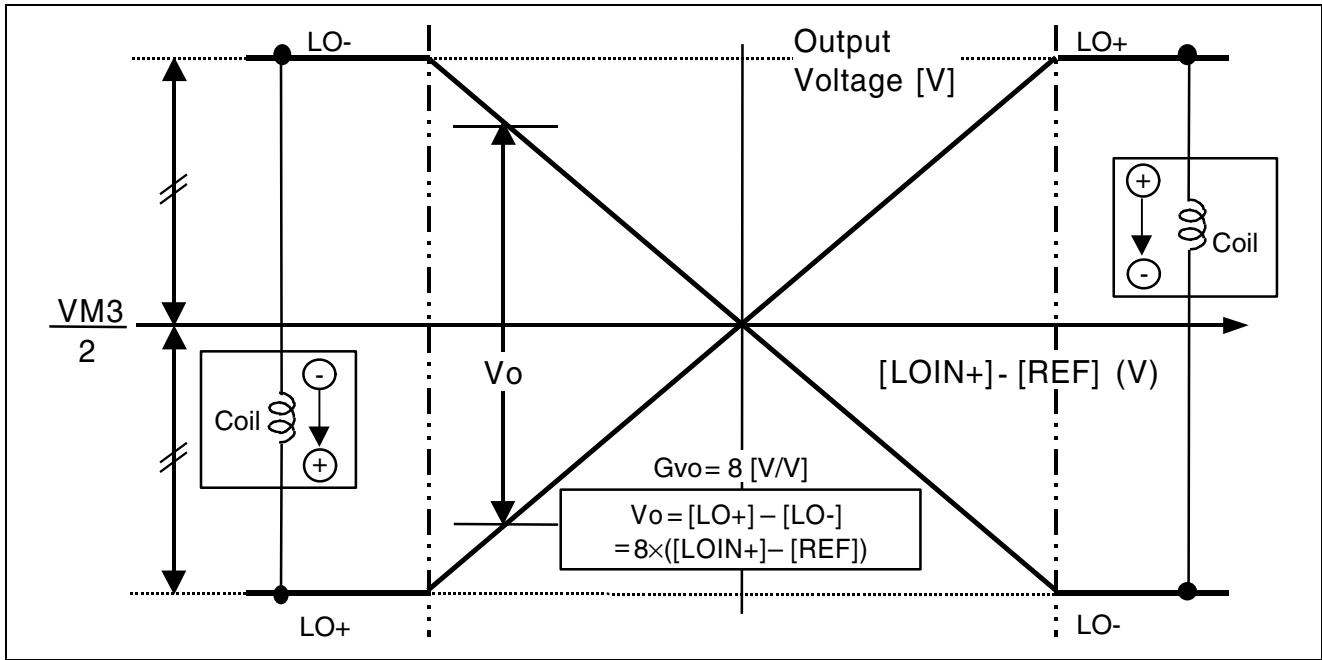 LO-
Output
Voltage [V]
LO+
+
-
Coil
VM3
2
[LOIN+]- [REF] (V)
Vo
-
Coil
+
Gvo= 8 [V/V]
Vo=[LO+]–[LO-]
=8×([LOIN+]–[REF])
LO+
LO-